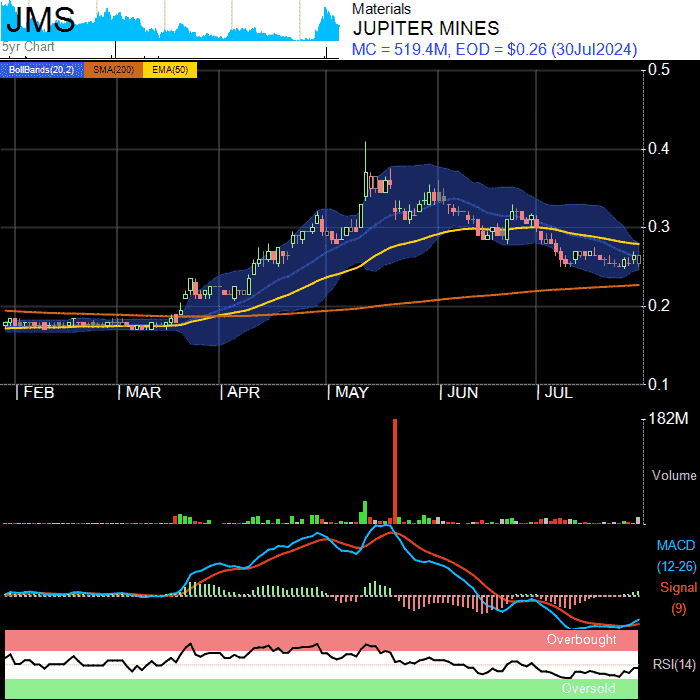 JMS
5yr Chart
Materials
JUPITER MINES
MC = 519.4M, EOD = $0.26 (30Jul2024)
BollBands(20,2) SMA(200) EMA(50)
0.5
0.4
0.3
0.2
0.1
FEB MAR APR MAY JUN JUL
182M
Volume
MACD
(12-26)
Signal
(9)
Overbought
RSI(14)
Oversold